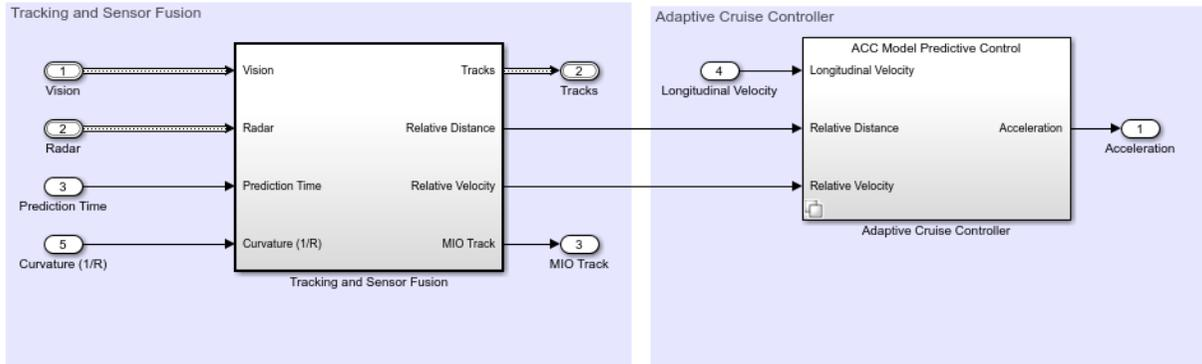 Tracking and Sensor Fusion
1
Vision
2
Radar
3
Prediction Time
5
Curvature (1/R)
Vision
Radar
Prediction Time
Curvature (1/R)
Tracks
Relative Distance
Relative Velocity
MIO Track
Tracking and Sensor Fusion
2
Tracks
3
MIO Track
Adaptive Cruise Controller
4
Longitudinal Velocity
ACC Model Predictive Control
Longitudinal Velocity
Relative Distance
Relative Velocity
Acceleration
Adaptive Cruise Controller
1
Acceleration